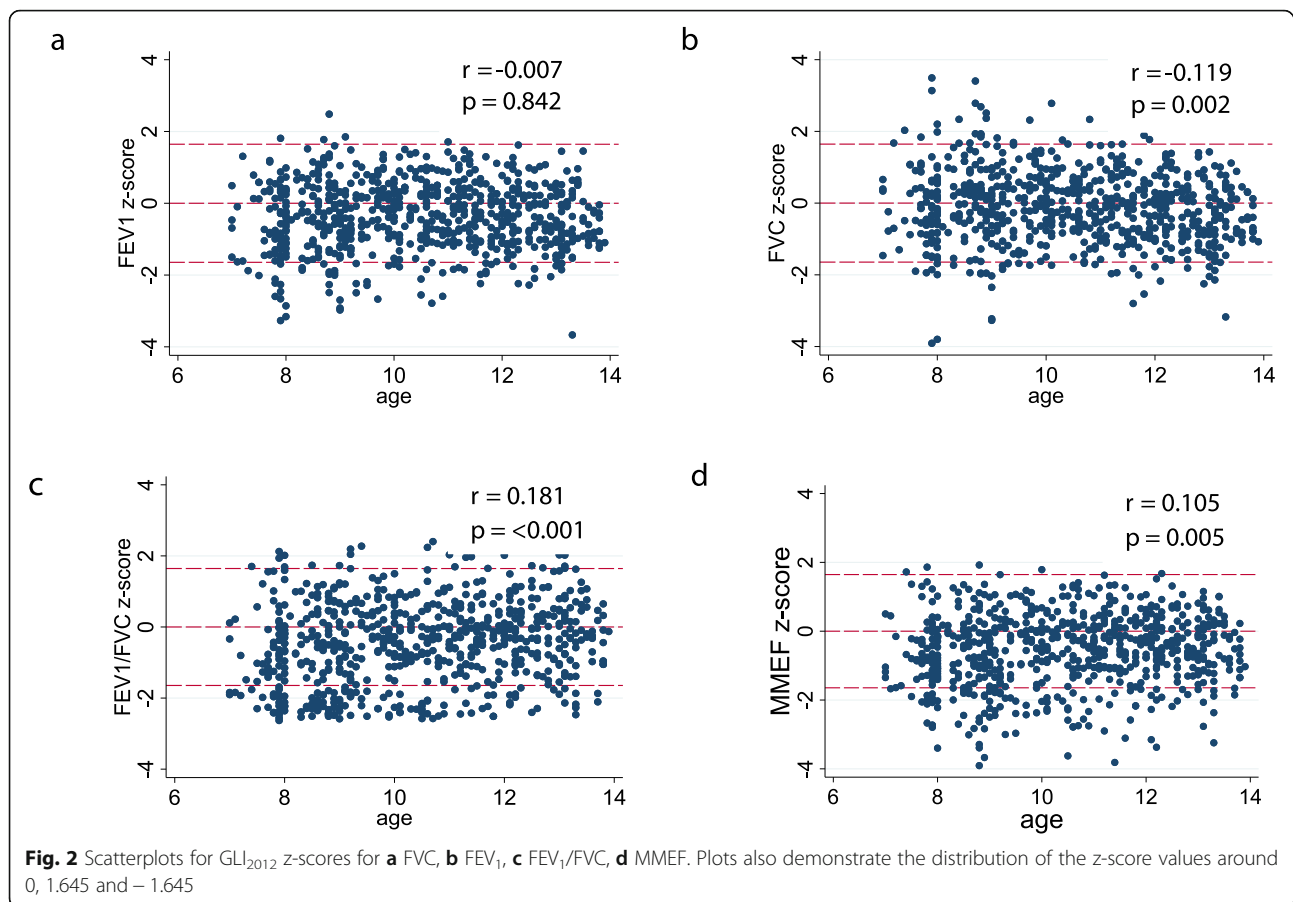 a
4
2
0
-2
-4
FEV1 z-score
r =-0.007
p = 0.842
6 8 10 12 14
age
b
4
2
0
-2
-4
FVC z-score
r =-0.119
p = 0.002
6 8 10 12 14
age
c
4
2
0
-2
-4
FEV1/FVC z-score
r = 0.181
p = <0.001
6 8 10 12 14
age
d
4
2
0
-2
-4
MMEF z-score
r = 0.105
p = 0.005
6 8 10 12 14
age
Fig. 2 Scatterplots for GLI2012 z-scores for a FVC, b FEV1, c FEV1/FVC, d MMEF. Plots also demonstrate the distribution of the z-score values around
0, 1.645 and − 1.645